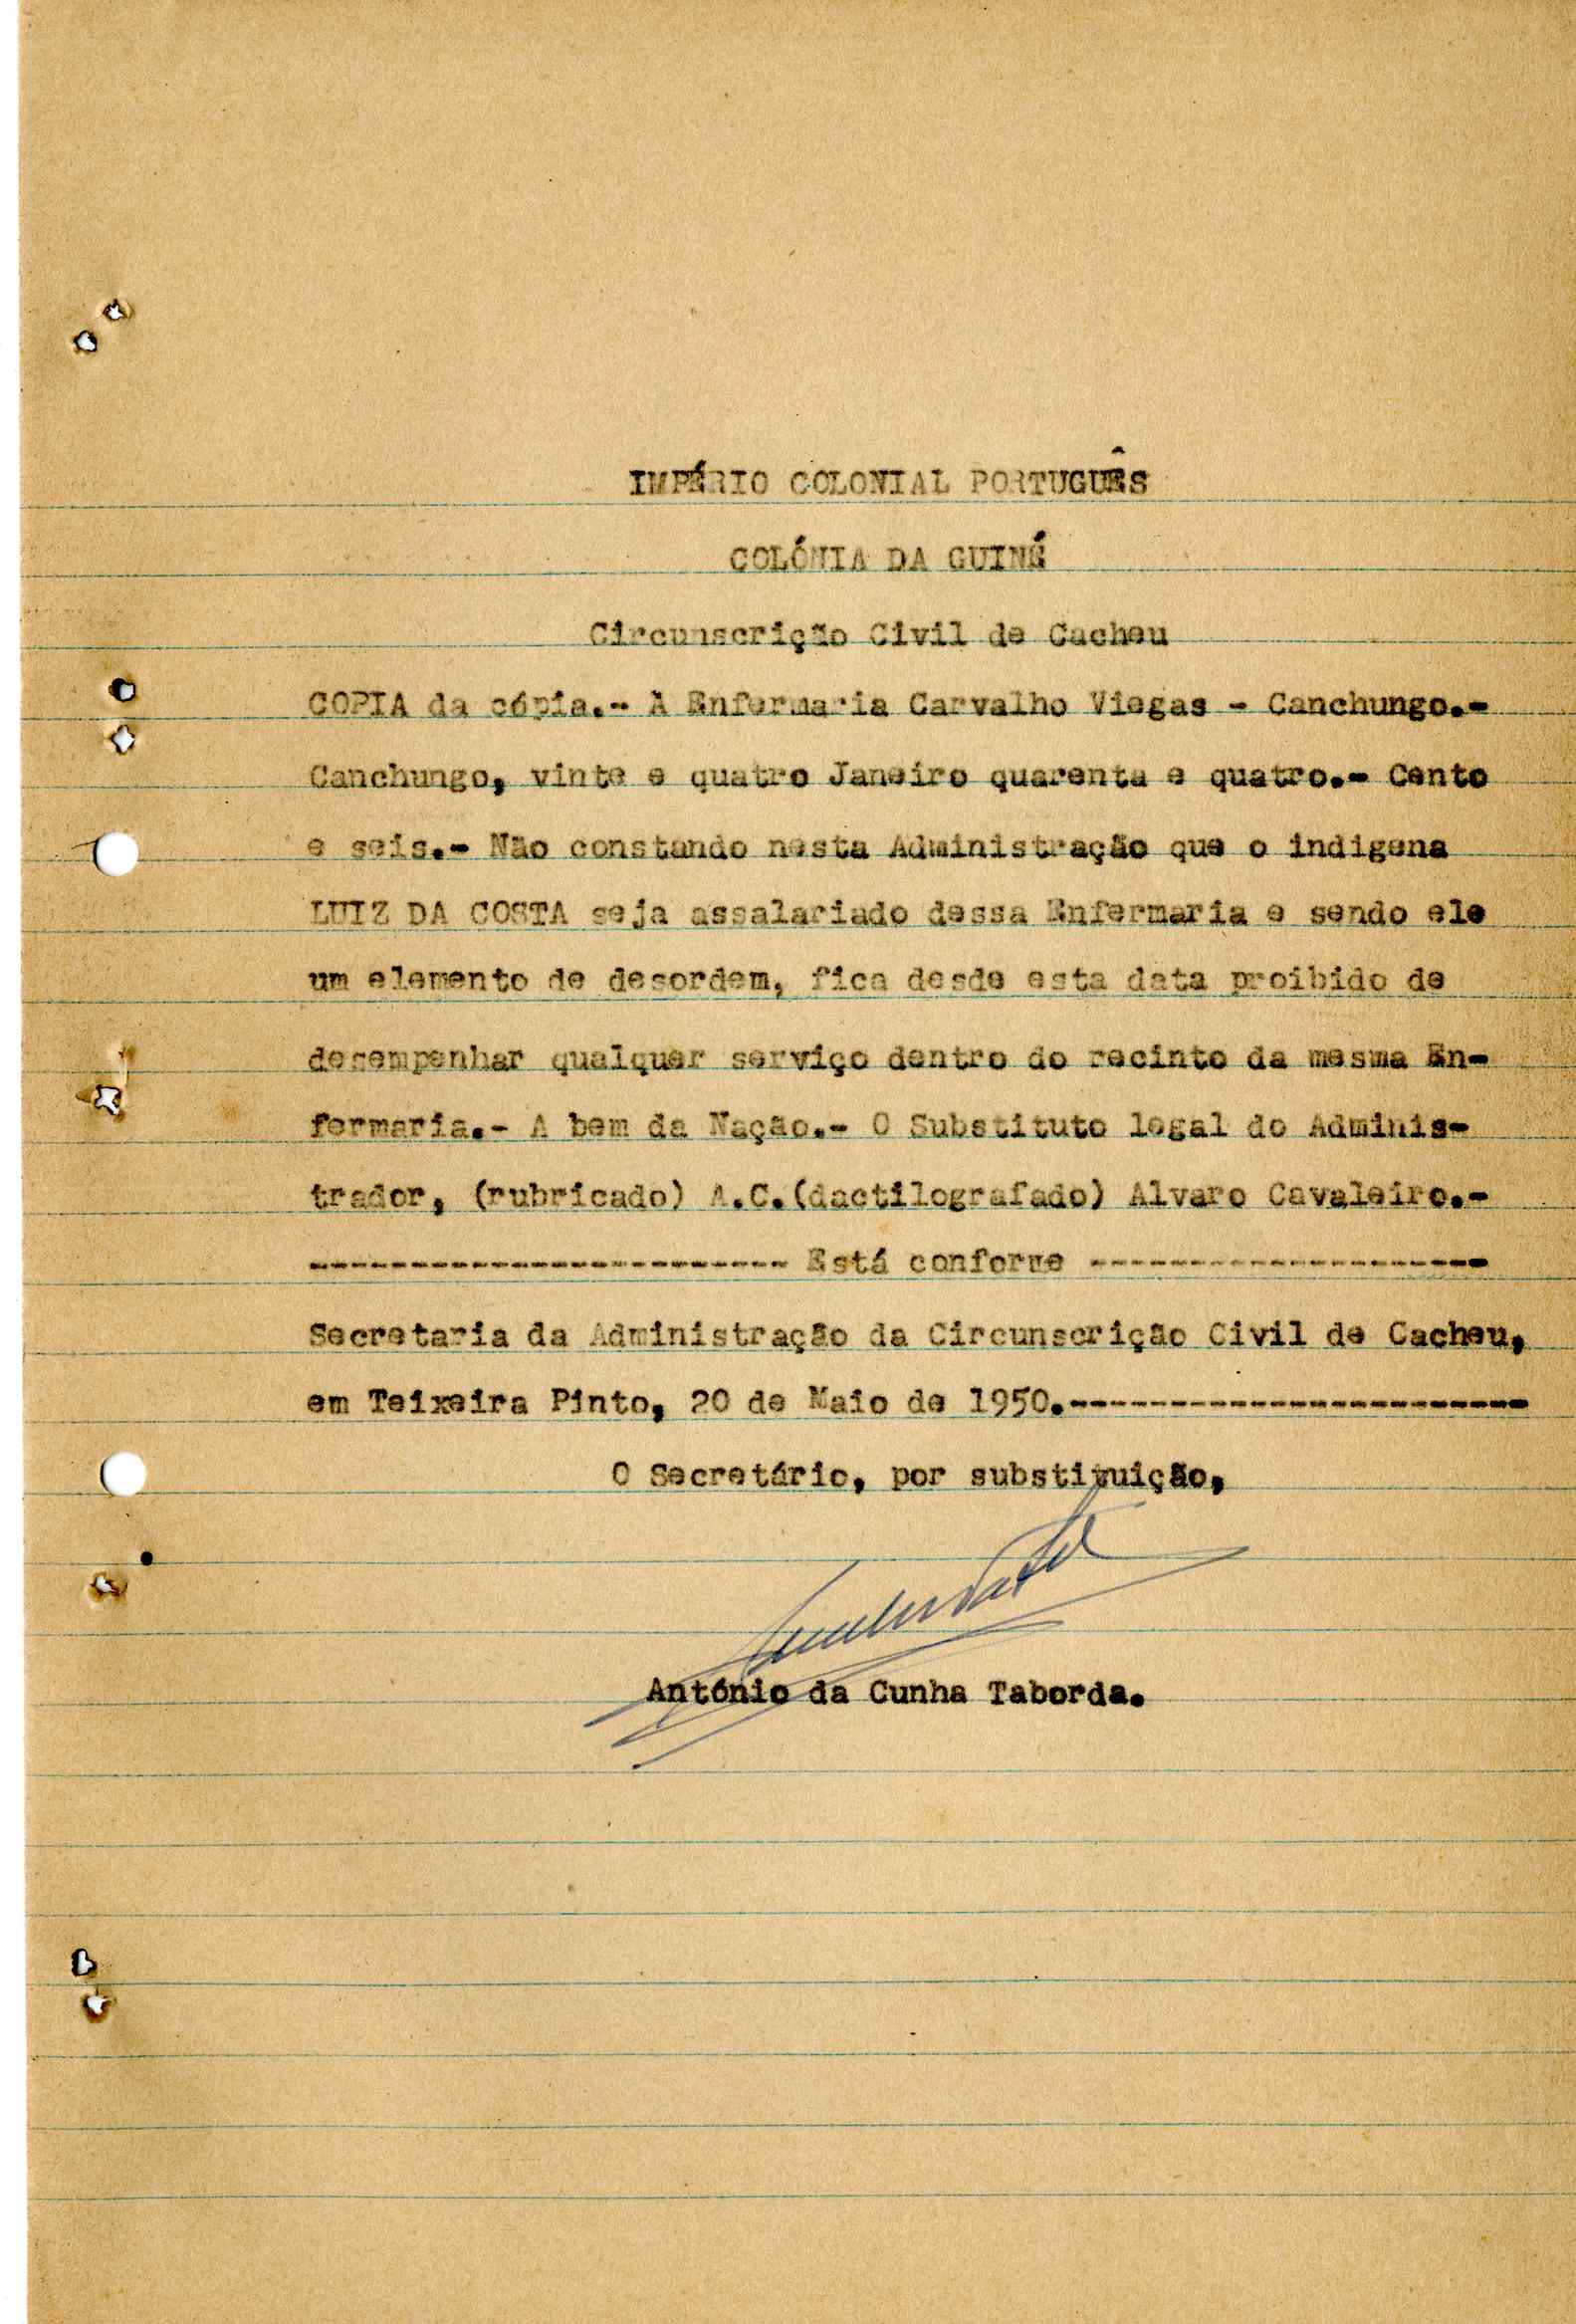 IMPÉRIO COLONIAL PORTUGUÊS
COLÓNIA DA GUINÉ
Circunscrição Civil de Cacheu
COPIA da cópia.- À Enfermaria Carvalho Viegas - Canchungo.-
Canchungo, vinte e quatro Janeiro quarenta e quatro.- Cento
e seis.- Não constando nesta Administração que o indigena
LUIZ DA COSTA seja assalariado dessa Enfermaria e sendo ele
um elemento de desordem, fica desde esta data proibido de
desempenhar qualquer serviço dentro do recinto da mesma En-
fermaria.- A bem da Nação.- O Substituto legal do Adminis-
trador, (rubricado) A.C.(dactilografado) Alvaro Cavaleiro.-
------------------------ Está conforme --------------------
Secretaria da Administração da Circunscrição Civil de Cacheu,
em Teixeira Pinto, 20 de Maio de 1950.-----------------------
O Secretário, por substituição,
António da Cunha Taborda.